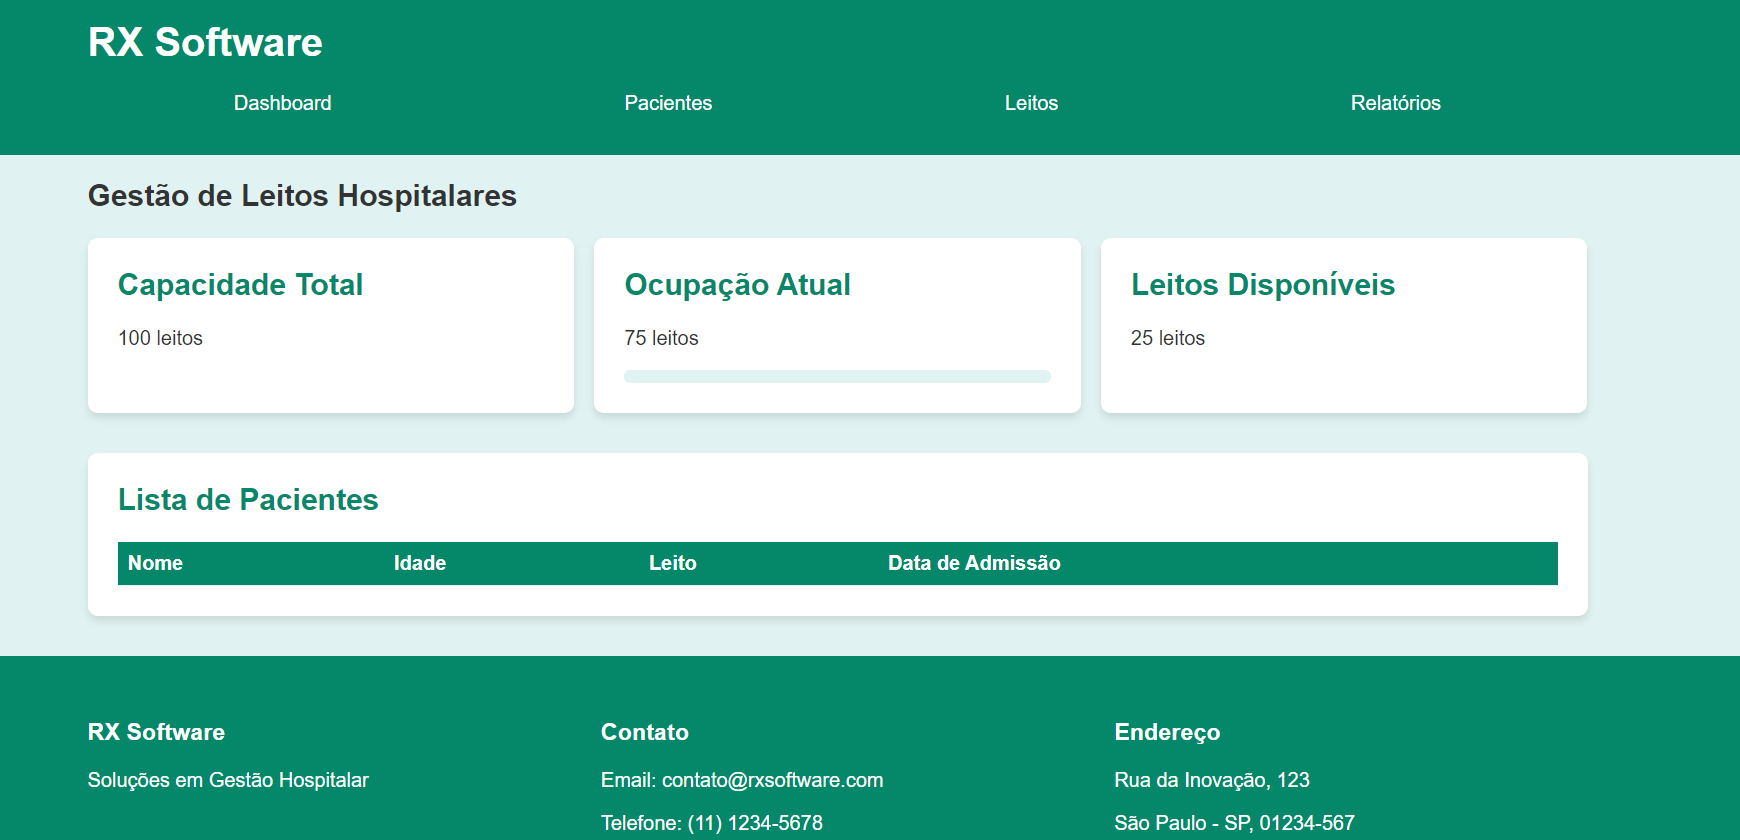 RX Software
Dashboard Pacientes Leitos Relatórios
Gestão de Leitos Hospitalares
Capacidade Total
100 leitos
Ocupação Atual
75 leitos
Leitos Disponíveis
25 leitos
Lista de Pacientes
Nome Idade Leito Data de Admissão
RX Software
Soluções em Gestão Hospitalar
Contato
Email: contato@rxsoftware.com
Telefone: (11) 1234-5678
Endereço
Rua da Inovação, 123
São Paulo - SP, 01234-567